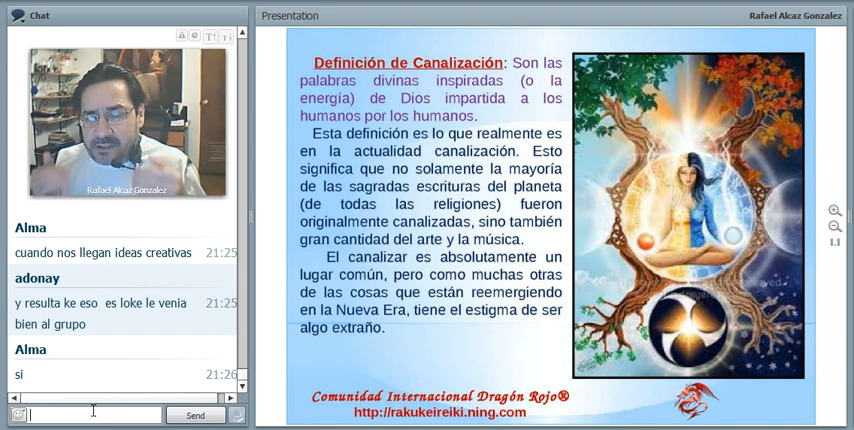 Chat
Rafael Alcaz Gonzalez
Alma
cuando nos llegan ideas creativas 21:25
adonay
y resulta ke eso es loke le venia 21:25
bien al grupo
Alma
si 21:26
Send
Presentation
Rafael Alcaz Gonzalez
Definición de Canalización: Son las
palabras divinas inspiradas (o la
energía) de Dios impartida a los
humanos por los humanos.
Esta definición es lo que realmente es
en la actualidad canalización. Esto
significa que no solamente la mayoría
de las sagradas escrituras del planeta
(de todas las religiones) fueron
originalmente canalizadas, sino también
gran cantidad del arte y la música.
El canalizar es absolutamente un
lugar común, pero como muchas otras
de las cosas que están reemergiendo
en la Nueva Era, tiene el estigma de ser
algo extraño.
Comunidad Internacional Dragón Rojo®
http://rakukeireiki.ning.com
1.1